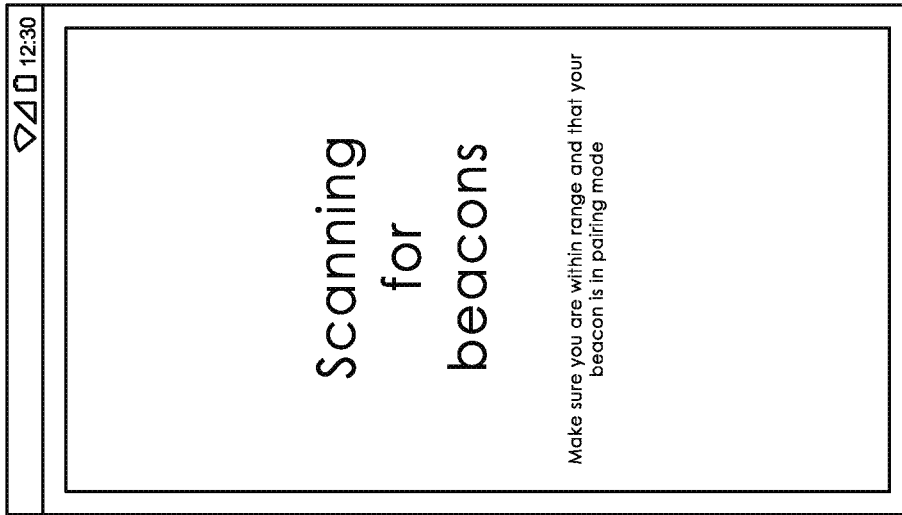 12:30
Scanning
for
beacons
Make sure you are within range and that your
beacon is in pairing mode